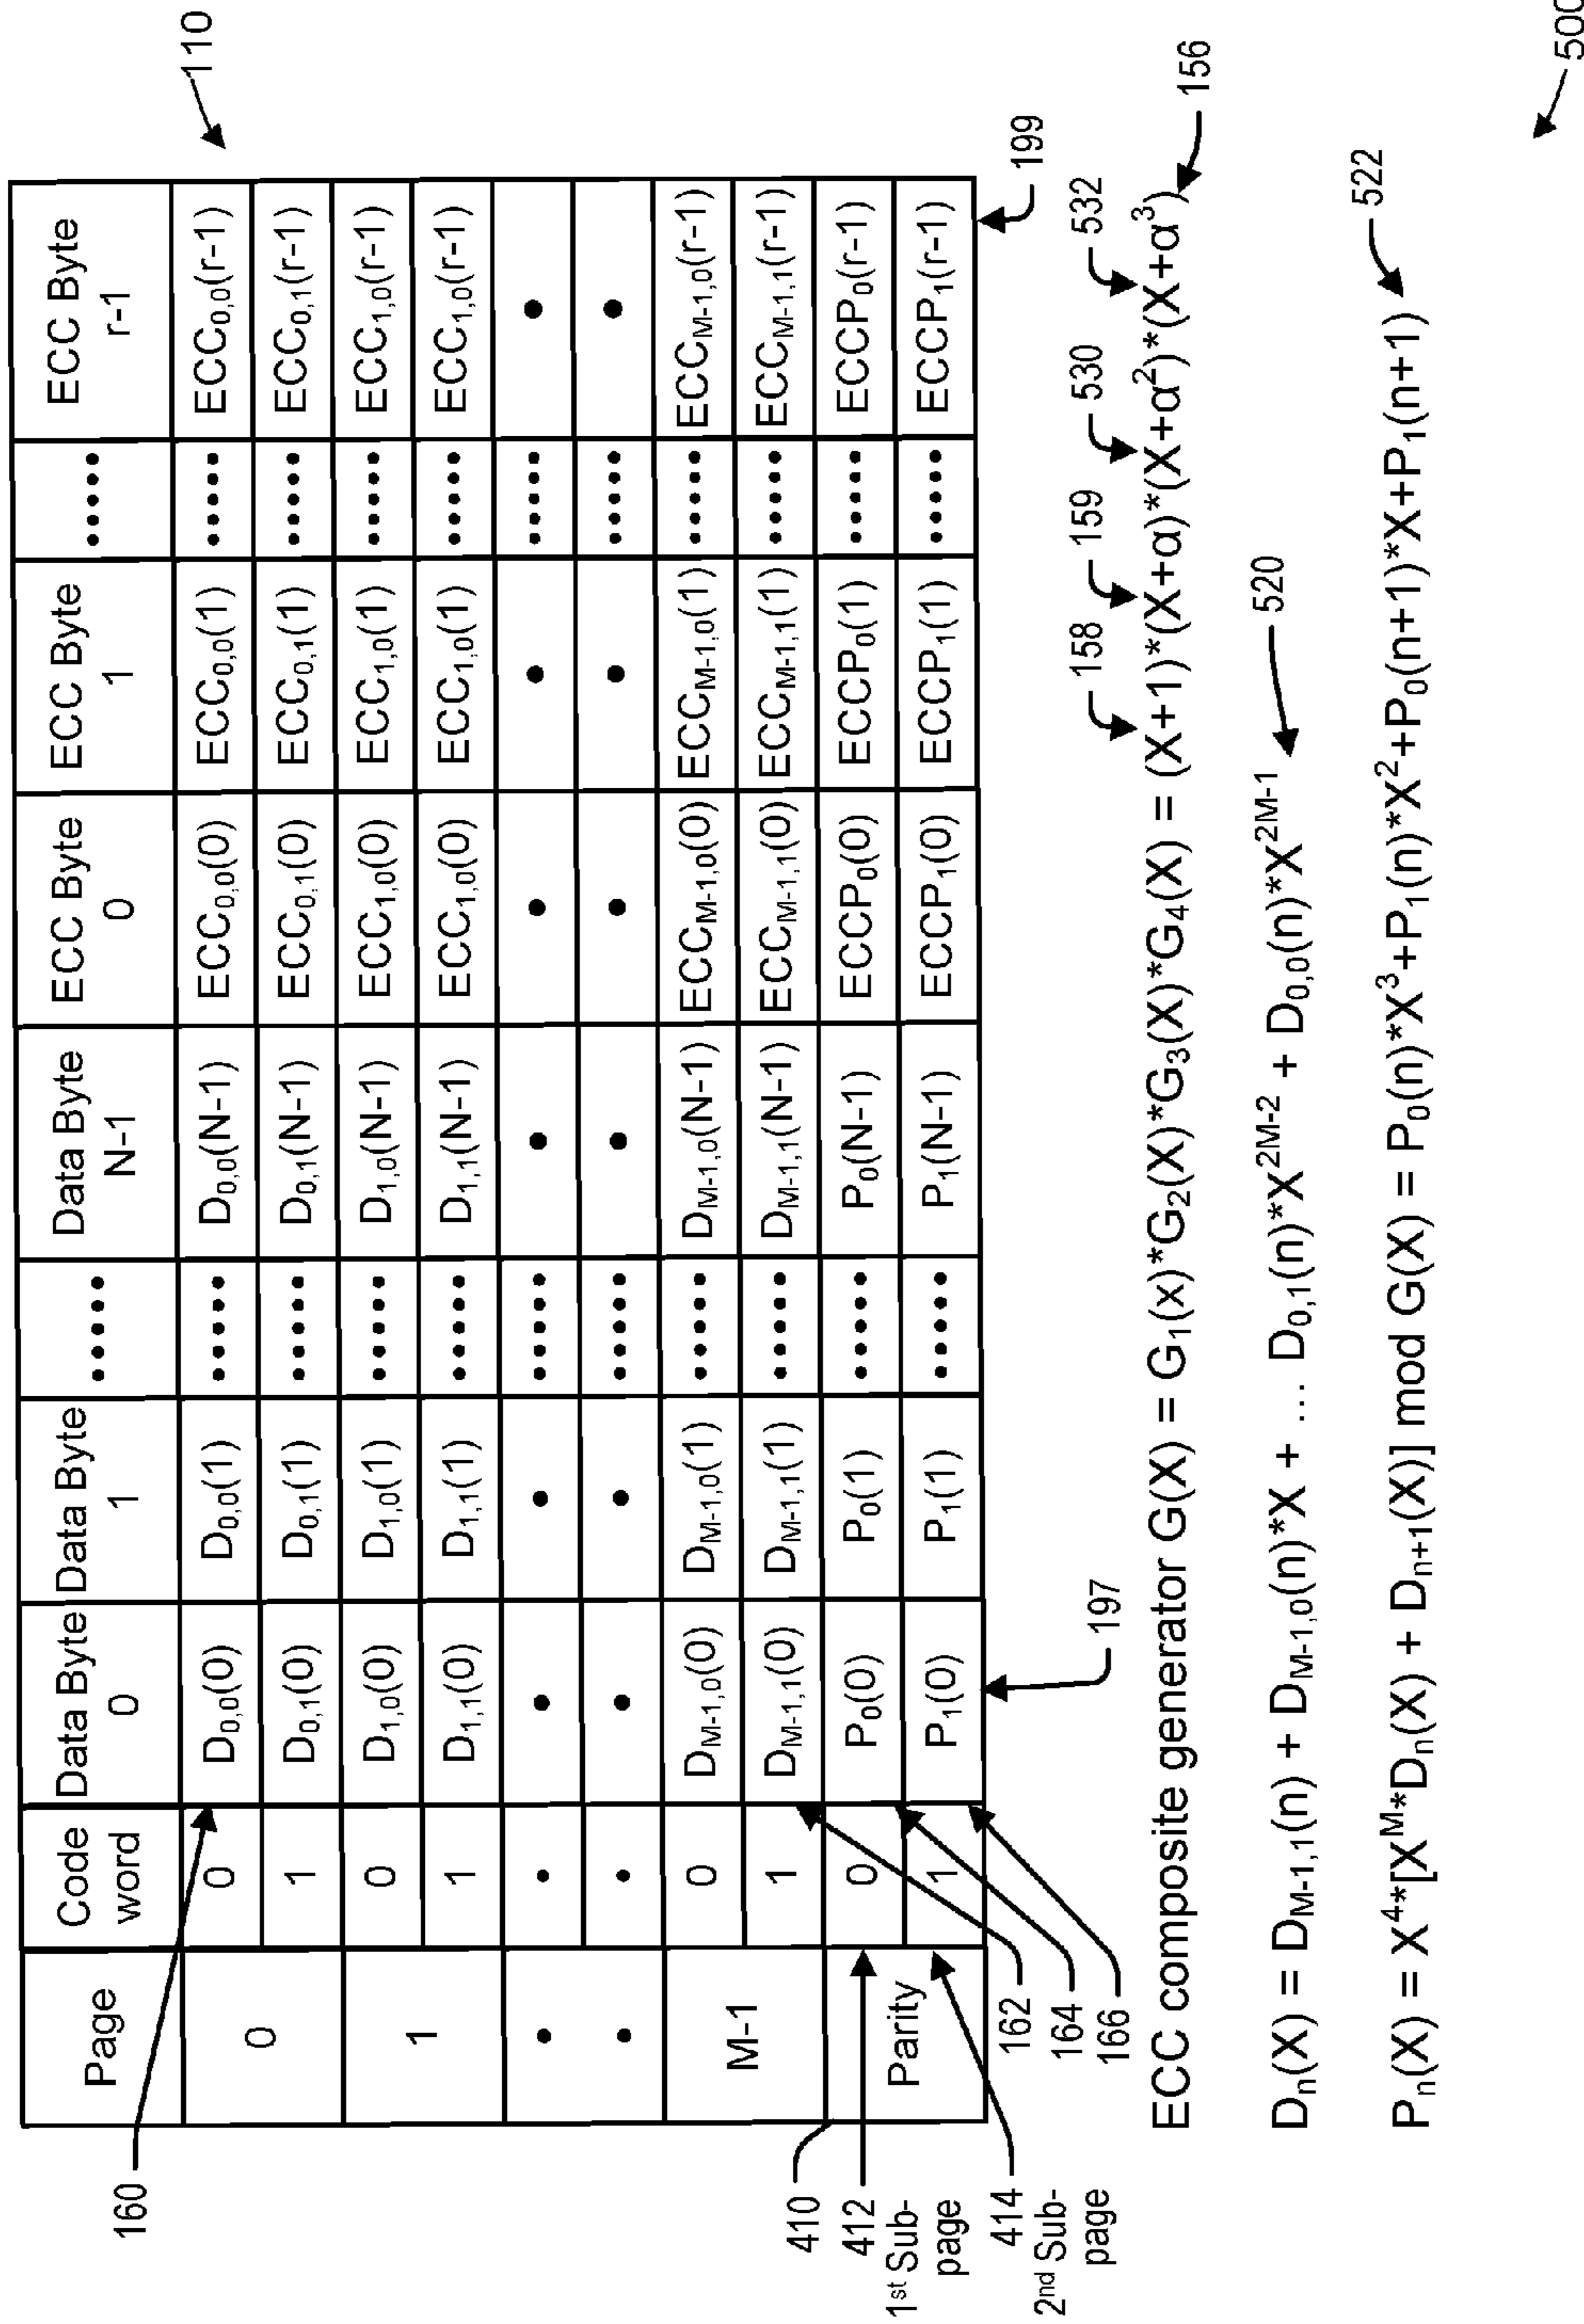 110
Page Code word Data Byte 0 Data Byte 1 •••••• Data Byte N-1 ECC Byte 0 ECC Byte 1 •••••• ECC Byte r-1
0 0 D0,0(0) D0,0(1) •••••• D0,0(N-1) ECC0,0(0) ECC0,0(1) •••••• ECC0,0(r-1)
1 D0,1(0) D0,1(1) •••••• D0,1(N-1) ECC0,1(0) ECC0,1(1) •••••• ECC0,1(r-1)
1 0 D1,0(0) D1,0(1) •••••• D1,0(N-1) ECC1,0(0) ECC1,0(1) •••••• ECC1,0(r-1)
1 D1,1(0) D1,1(1) •••••• D1,1(N-1) ECC1,0(0) ECC1,0(1) •••••• ECC1,0(r-1)
• • • • •••••• • • • •••••• •
• • • • •••••• • • • •••••• •
M-1 0 DM-1,0(0) DM-1,0(1) •••••• DM-1,0(N-1) ECCM-1,0(0) ECCM-1,0(1) •••••• ECCM-1,0(r-1)
1 DM-1,1(0) DM-1,1(1) •••••• DM-1,1(N-1) ECCM-1,1(0) ECCM-1,1(1) •••••• ECCM-1,1(r-1)
Parity 0 P0(0) P0(1) •••••• P0(N-1) ECCP0(0) ECCP0(1) •••••• ECCP0(r-1)
1 P1(0) P1(1) •••••• P1(N-1) ECCP1(0) ECCP1(1) •••••• ECCP1(r-1)
160
410
412
1st Sub-
page
414
2nd Sub-
page
162
164
166
197
199
158 159 530 532
ECC composite generator G(X) = G1(x)*G2(X)*G3(X)*G4(X) = (X+1)*(X+α)*(X+α²)*(X+α³)
156
Dn(X) = DM-1,1(n) + DM-1,0(n)*X + ... D0,1(n)*X^2M-2 + D0,0(n)*X^2M-1
520
Pn(X) = X^4*[X^M*Dn(X) + Dn+1(X)] mod G(X) = P0(n)*X³+P1(n)*X²+P0(n+1)*X+P1(n+1)
522
500